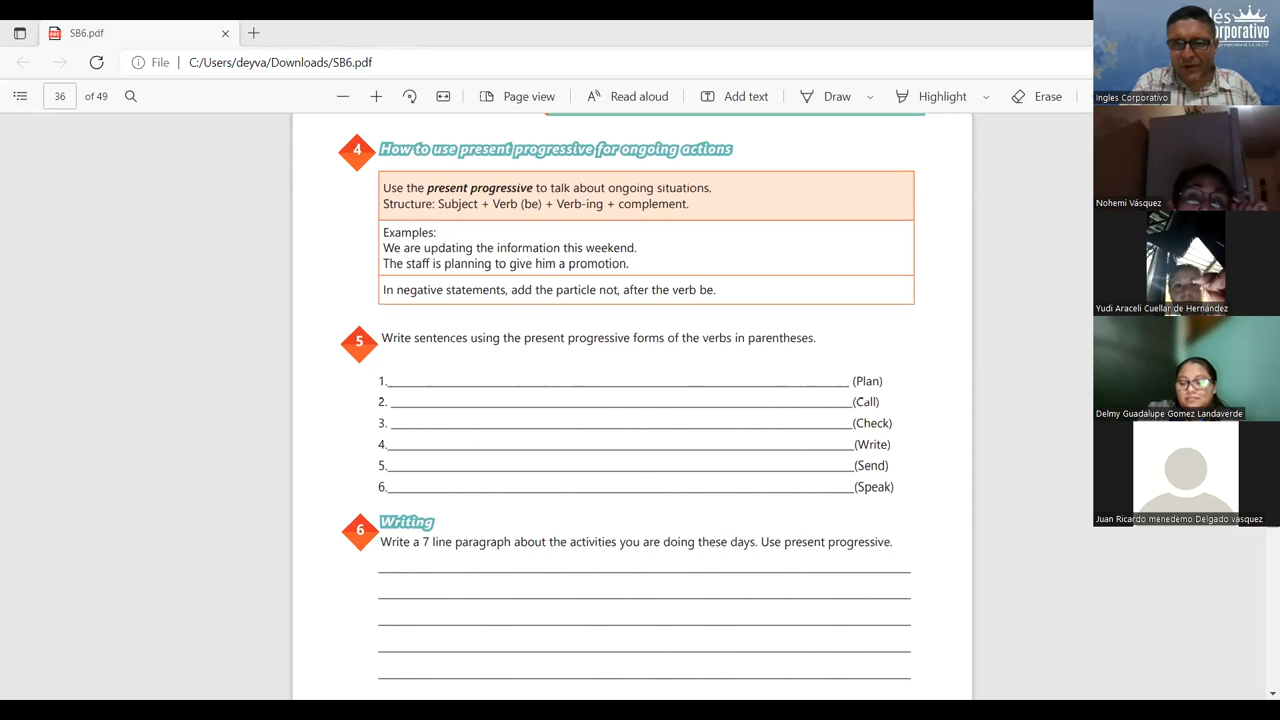 SB6.pdf
File
C:/Users/deyva/Downloads/SB6.pdf
36 of 49
Page view
Read aloud
Add text
Draw
Highlight
Erase
4 How to use present progressive for ongoing actions
Use the present progressive to talk about ongoing situations.
Structure: Subject + Verb (be) + Verb-ing + complement.
Examples:
We are updating the information this weekend.
The staff is planning to give him a promotion.
In negative statements, add the particle not, after the verb be.
5 Write sentences using the present progressive forms of the verbs in parentheses.
1. (Plan)
2. (Call)
3. (Check)
4. (Write)
5. (Send)
6. (Speak)
6 Writing
Write a 7 line paragraph about the activities you are doing these days. Use present progressive.
lés
orporativo
Ingles Corporativo
Nohemi Vásquez
Yudi Araceli Cuellar de Hernández
Delmy Guadalupe Gomez Landaverde
Juan Ricardo menedemo Delgado vasquez